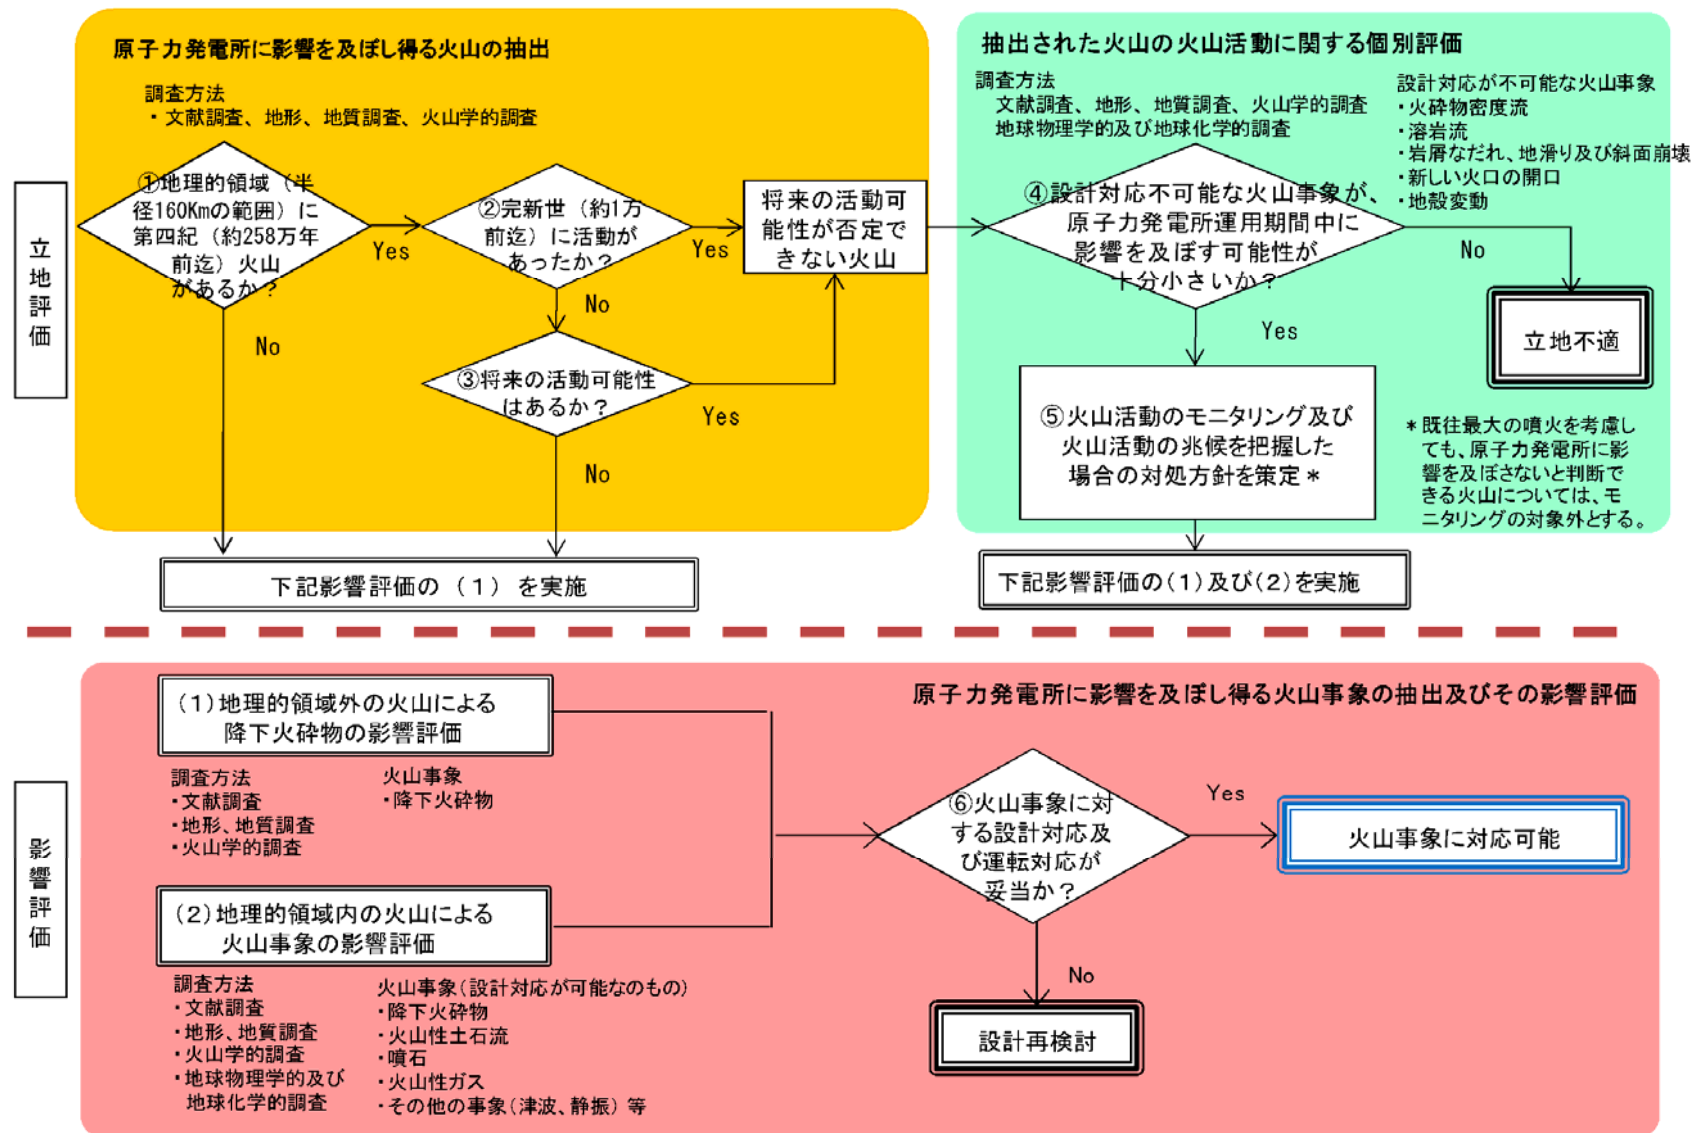 原子力発電所に影響を及ぼし得る火山の抽出
調査方法
・文献調査、地形、地質調査、火山学的調査
立地評価
①地理的領域（半
径160Kmの範囲）に
第四紀（約258万年
前迄）火山
があるか？
Yes
No
②完新世（約1万
前迄）に活動が
あったか？
Yes
No
③将来の活動可能性
はあるか？
Yes
No
将来の活動可
能性が否定で
きない火山
下記影響評価の（１）を実施
抽出された火山の火山活動に関する個別評価
調査方法
文献調査、地形、地質調査、火山学的調査
地球物理学的及び地球化学的調査
設計対応が不可能な火山事象
・火砕物密度流
・溶岩流
・岩屑なだれ、地滑り及び斜面崩壊
・新しい火口の開口
・地殻変動
④設計対応不可能な火山事象が、
原子力発電所運用期間中に
影響を及ぼす可能性が
十分小さいか？
No
Yes
立地不適
⑤火山活動のモニタリング及び
火山活動の兆候を把握した
場合の対処方針を策定＊
＊既往最大の噴火を考慮し
ても、原子力発電所に影
響を及ぼさないと判断で
きる火山については、モ
ニタリングの対象外とする。
下記影響評価の(１)及び(２)を実施
影響評価
原子力発電所に影響を及ぼし得る火山事象の抽出及びその影響評価
(１)地理的領域外の火山による
降下火砕物の影響評価
調査方法
・文献調査
・地形、地質調査
・火山学的調査
火山事象
・降下火砕物
(２)地理的領域内の火山による
火山事象の影響評価
調査方法
・文献調査
・地形、地質調査
・火山学的調査
・地球物理学的及び
地球化学的調査
火山事象(設計対応が可能なのもの)
・降下火砕物
・火山性土石流
・噴石
・火山性ガス
・その他の事象(津波、静振) 等
⑥火山事象に対
する設計対応及
び運転対応が
妥当か？
Yes
No
火山事象に対応可能
設計再検討